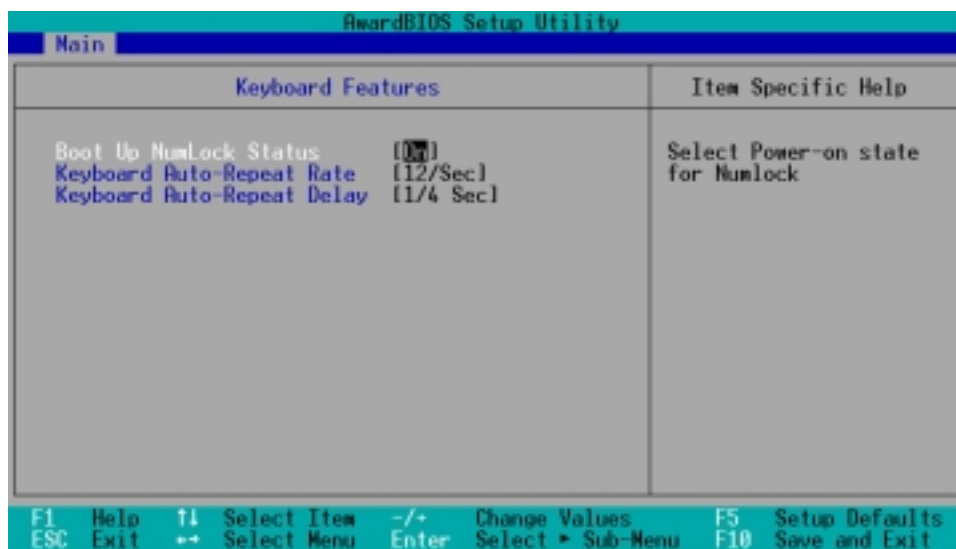 AwardBIOS Setup Utility
Main
Keyboard Features
Item Specific Help
Boot Up NumLock Status [On]
Keyboard Auto-Repeat Rate [12/Sec]
Keyboard Auto-Repeat Delay [1/4 Sec]
Select Power-on state
for Numlock
F1 Help ↑↓ Select Item -/+ Change Values F5 Setup Defaults
ESC Exit ←→ Select Menu Enter Select ► Sub-Menu F10 Save and Exit